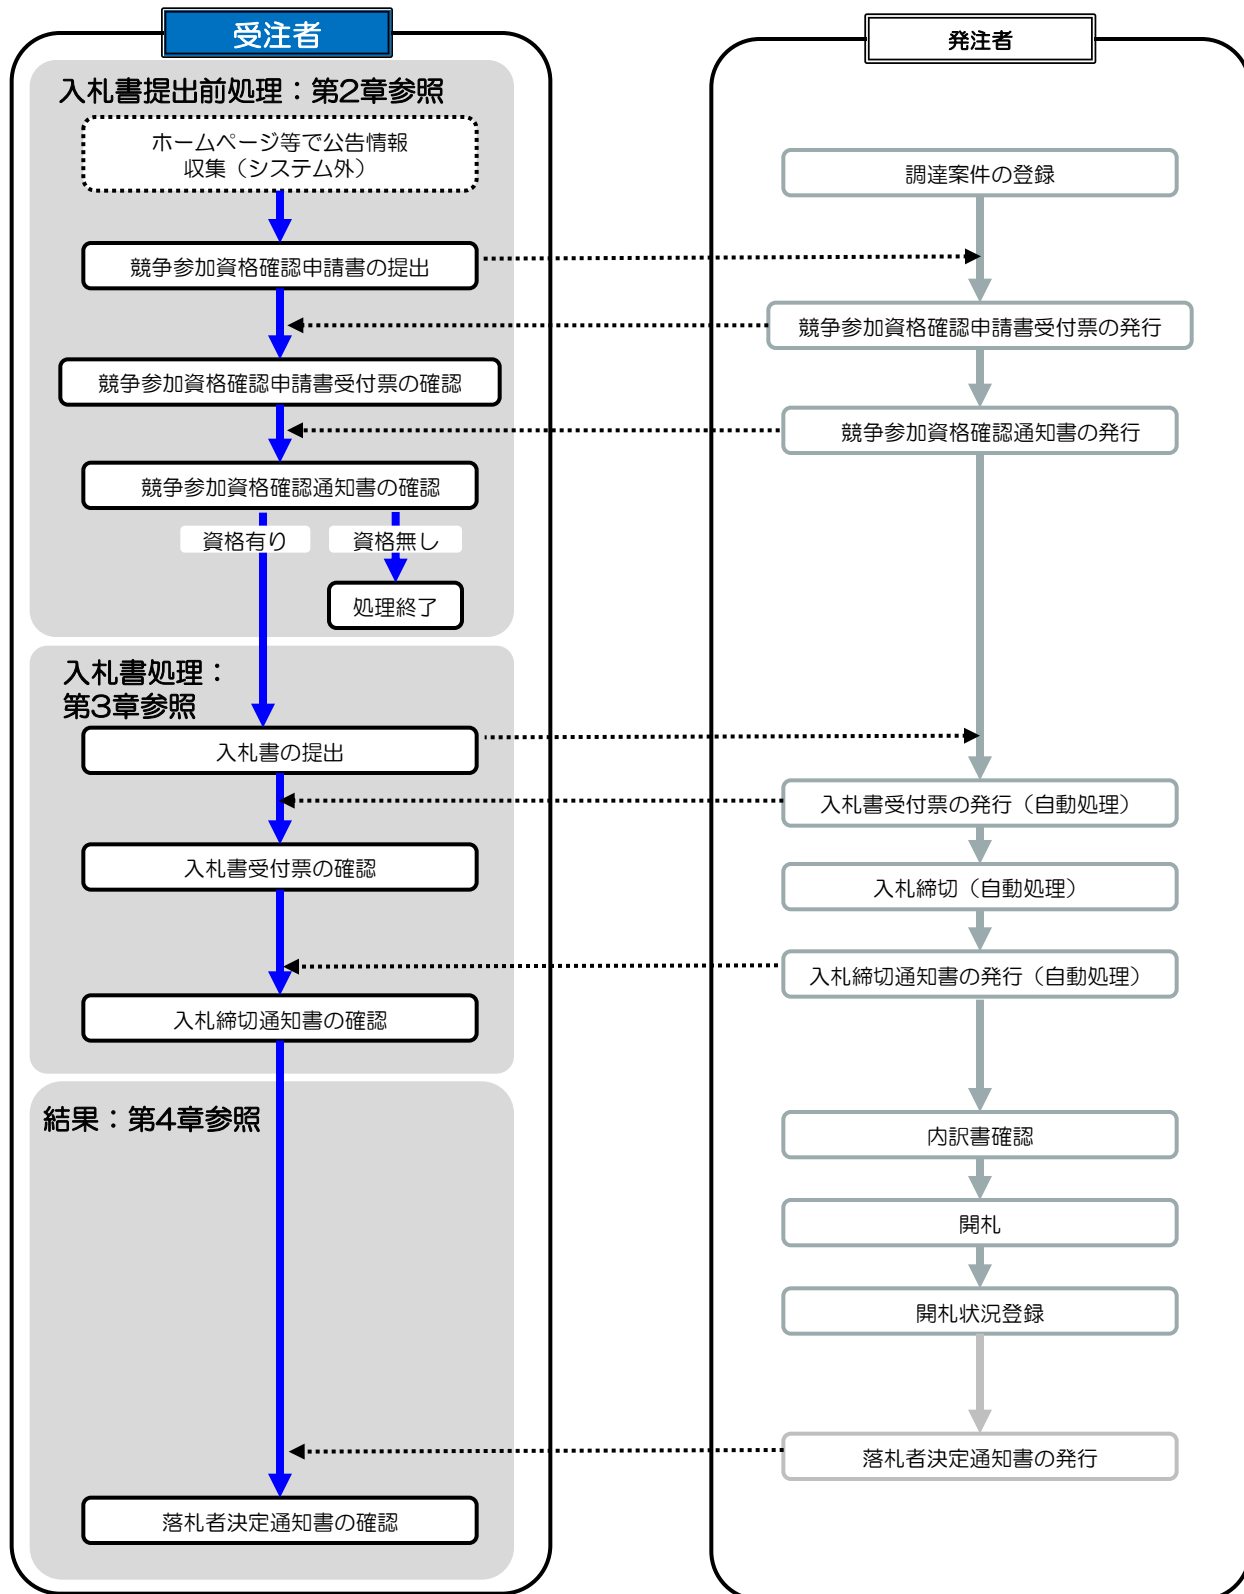 受注者
入札書提出前処理：第2章参照
ホームページ等で公告情報
収集（システム外）
競争参加資格確認申請書の提出
競争参加資格確認申請書受付票の確認
競争参加資格確認通知書の確認
資格有り
資格無し
処理終了
入札書処理：
第3章参照
入札書の提出
入札書受付票の確認
入札締切通知書の確認
結果：第4章参照
落札者決定通知書の確認
発注者
調達案件の登録
競争参加資格確認申請書受付票の発行
競争参加資格確認通知書の発行
入札書受付票の発行（自動処理）
入札締切（自動処理）
入札締切通知書の発行（自動処理）
内訳書確認
開札
開札状況登録
落札者決定通知書の発行